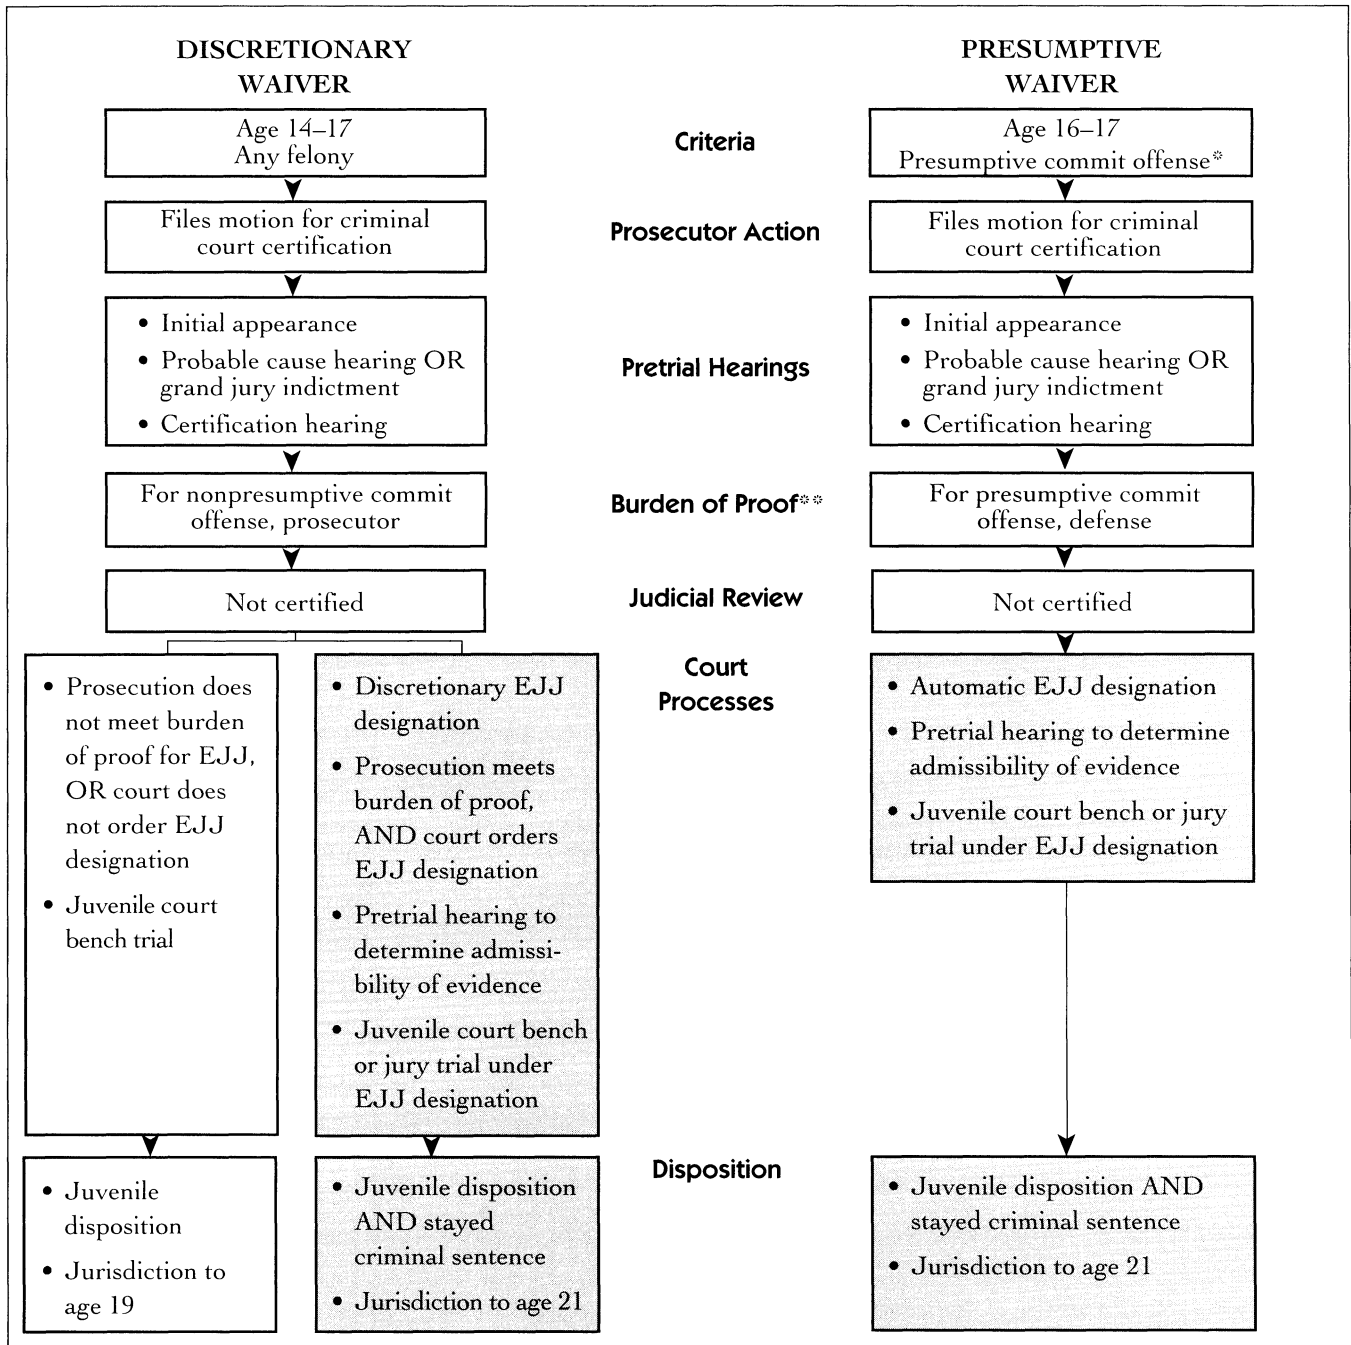 DISCRETIONARY
WAIVER
Age 14–17
Any felony
Files motion for criminal
court certification
• Initial appearance
• Probable cause hearing OR
grand jury indictment
• Certification hearing
For nonpresumptive commit
offense, prosecutor
Not certified
• Prosecution does
not meet burden
of proof for EJJ,
OR court does
not order EJJ
designation
• Juvenile court
bench trial
• Discretionary EJJ
designation
• Prosecution meets
burden of proof,
AND court orders
EJJ designation
• Pretrial hearing to
determine admissi-
bility of evidence
• Juvenile court bench
or jury trial under
EJJ designation
• Juvenile
disposition
• Jurisdiction to
age 19
• Juvenile disposition
AND stayed
criminal sentence
• Jurisdiction to age 21
Criteria
Prosecutor Action
Pretrial Hearings
Burden of Proof**
Judicial Review
Court
Processes
Disposition
PRESUMPTIVE
WAIVER
Age 16–17
Presumptive commit offense*
Files motion for criminal
court certification
• Initial appearance
• Probable cause hearing OR
grand jury indictment
• Certification hearing
For presumptive commit
offense, defense
Not certified
• Automatic EJJ designation
• Pretrial hearing to determine
admissibility of evidence
• Juvenile court bench or jury
trial under EJJ designation
• Juvenile disposition AND
stayed criminal sentence
• Jurisdiction to age 21